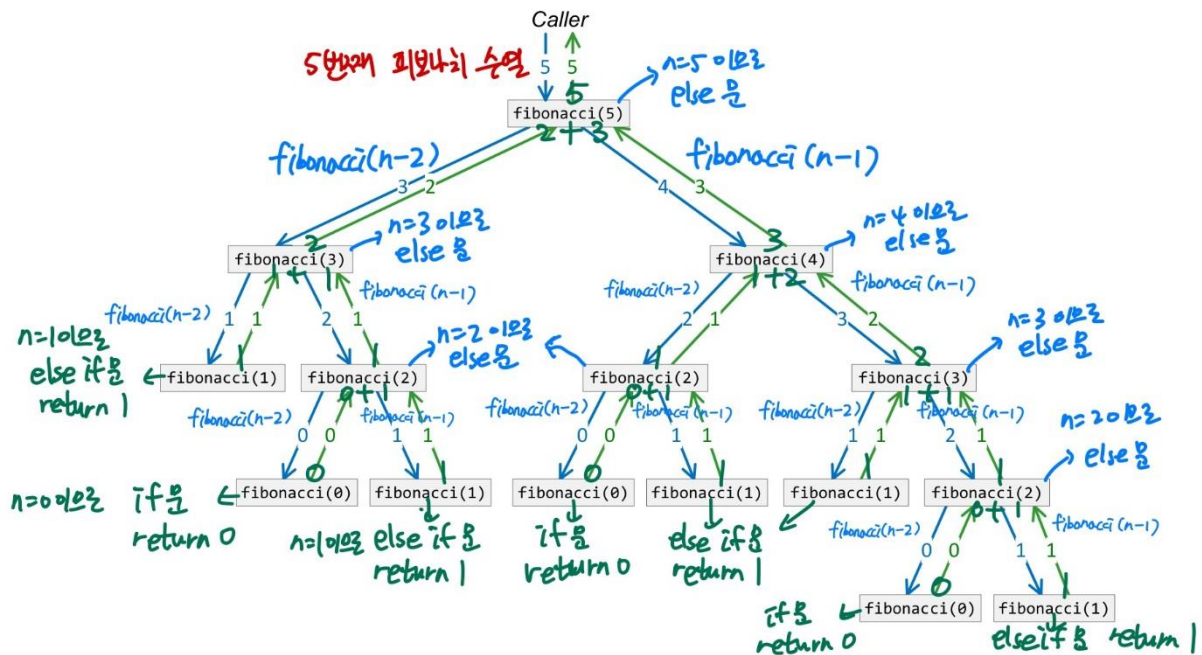 Caller
5번째 피보나치 수열
5 5
n=5 이므로
else 문
5
fibonacci(5)
2+3
fibonacci(n-2)
fibonacci(n-1)
3 2
4 3
n=3 이므로
else 문
n=4 이므로
else 문
2
fibonacci(3)
1+1
3
fibonacci(4)
1+2
fibonacci(n-2)
fibonacci(n-1)
fibonacci(n-2)
fibonacci(n-1)
1 1 2 1
2 1 3 2
n=1이므로
else if 문
return 1
n=2 이므로
else 문
n=3 이므로
else 문
1
fibonacci(1)
1
fibonacci(2)
0+1
1
fibonacci(2)
0+1
2
fibonacci(3)
1+1
fibonacci(n-2)
fibonacci(n-1)
fibonacci(n-2)
fibonacci(n-1)
fibonacci(n-2)
fibonacci(n-1)
0 0 1 1
0 0 1 1
1 1 2 1
n=2이므로
else 문
n=0이므로 if 문
return 0
0
fibonacci(0)
1
fibonacci(1)
0
fibonacci(0)
1
fibonacci(1)
1
fibonacci(1)
1
fibonacci(2)
0+1
n=1이므로 else if 문
return 1
if 문
return 0
else if 문
return 1
fibonacci(n-2)
fibonacci(n-1)
0 0 1 1
if 문
return 0
0
fibonacci(0)
1
fibonacci(1)
else if 문 return 1